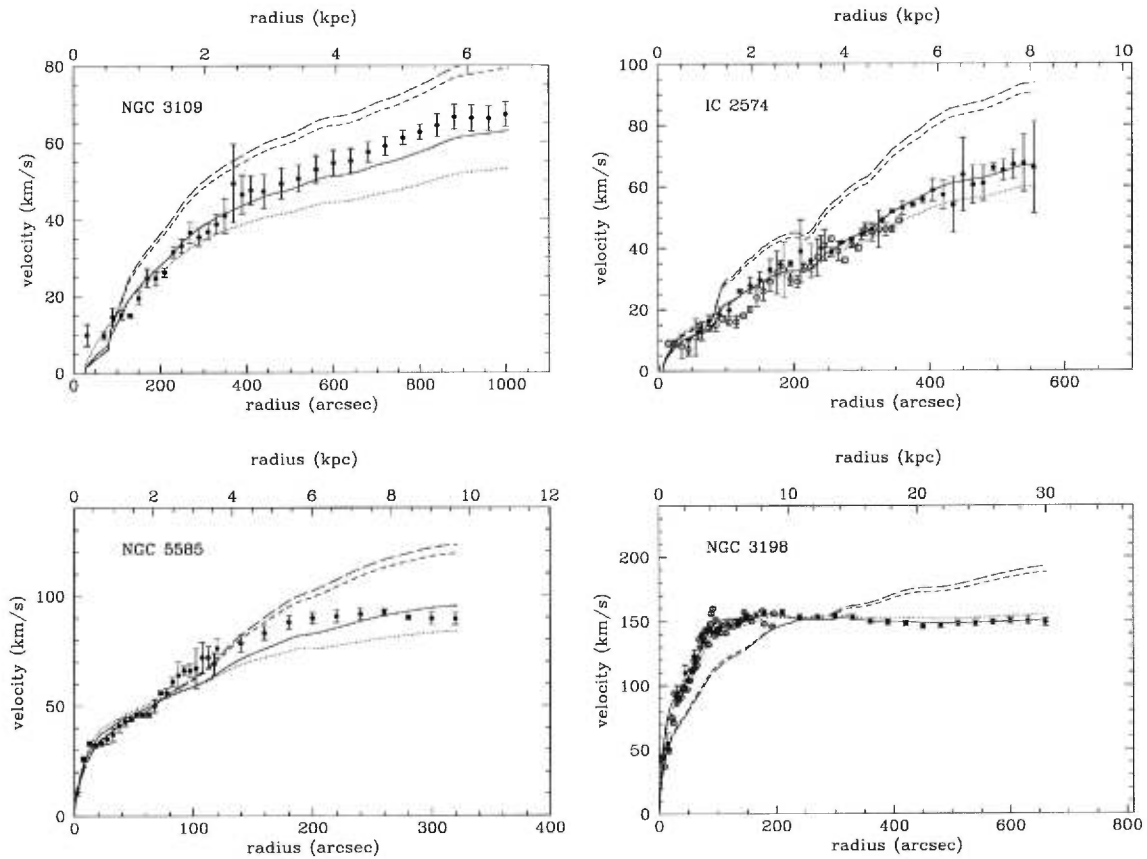 radius (kpc)
0 2 4 6
80
60
40
20
0
velocity (km/s)
NGC 3109
0 200 400 600 800 1000
radius (arcsec)
radius (kpc)
0 2 4 6 8 10
100
80
60
40
20
0
velocity (km/s)
IC 2574
0 200 400 600
radius (arcsec)
radius (kpc)
0 2 4 6 8 10 12
100
50
0
velocity (km/s)
NGC 5585
0 100 200 300 400
radius (arcsec)
radius (kpc)
0 10 20 30
200
150
100
50
0
velocity (km/s)
NGC 3198
0 200 400 600 800
radius (arcsec)